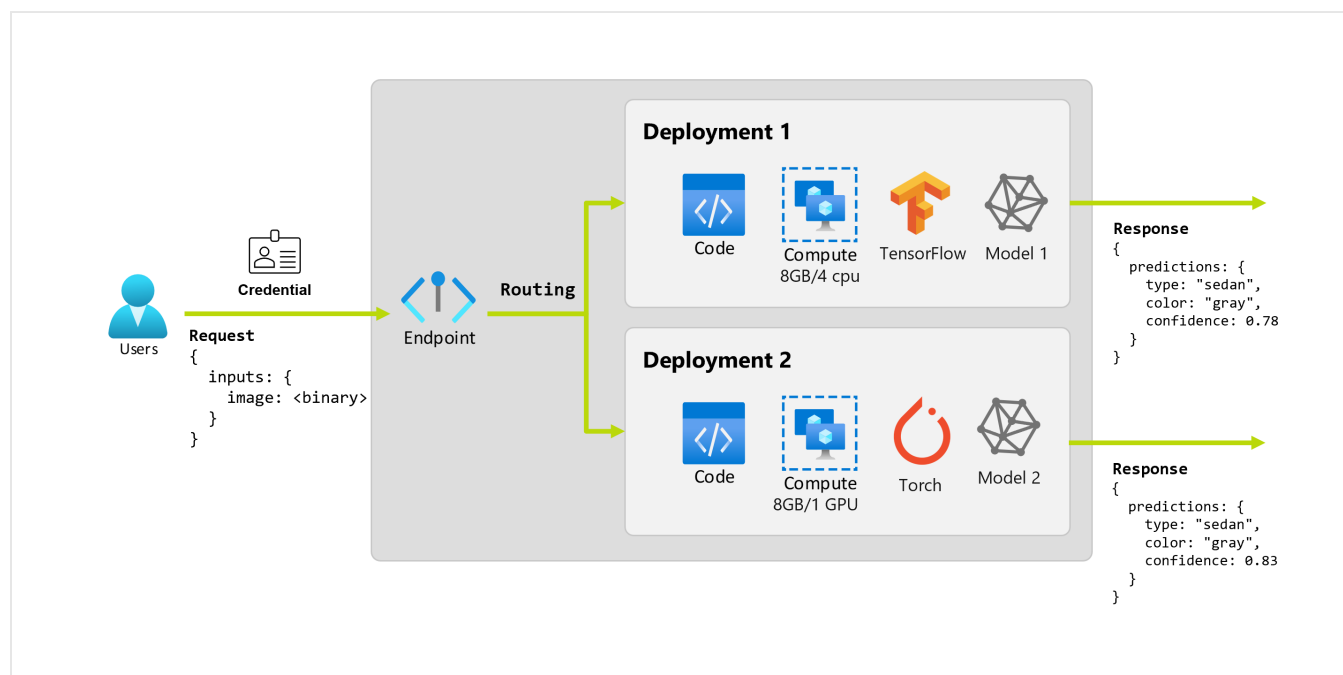 Credential
Users
Request
{
  inputs: {
    image: <binary>
  }
}
Endpoint
Routing
Deployment 1
Code
Compute
8GB/4 cpu
TensorFlow
Model 1
Deployment 2
Code
Compute
8GB/1 GPU
Torch
Model 2
Response
{
  predictions: {
    type: "sedan",
    color: "gray",
    confidence: 0.78
  }
}
Response
{
  predictions: {
    type: "sedan",
    color: "gray",
    confidence: 0.83
  }
}